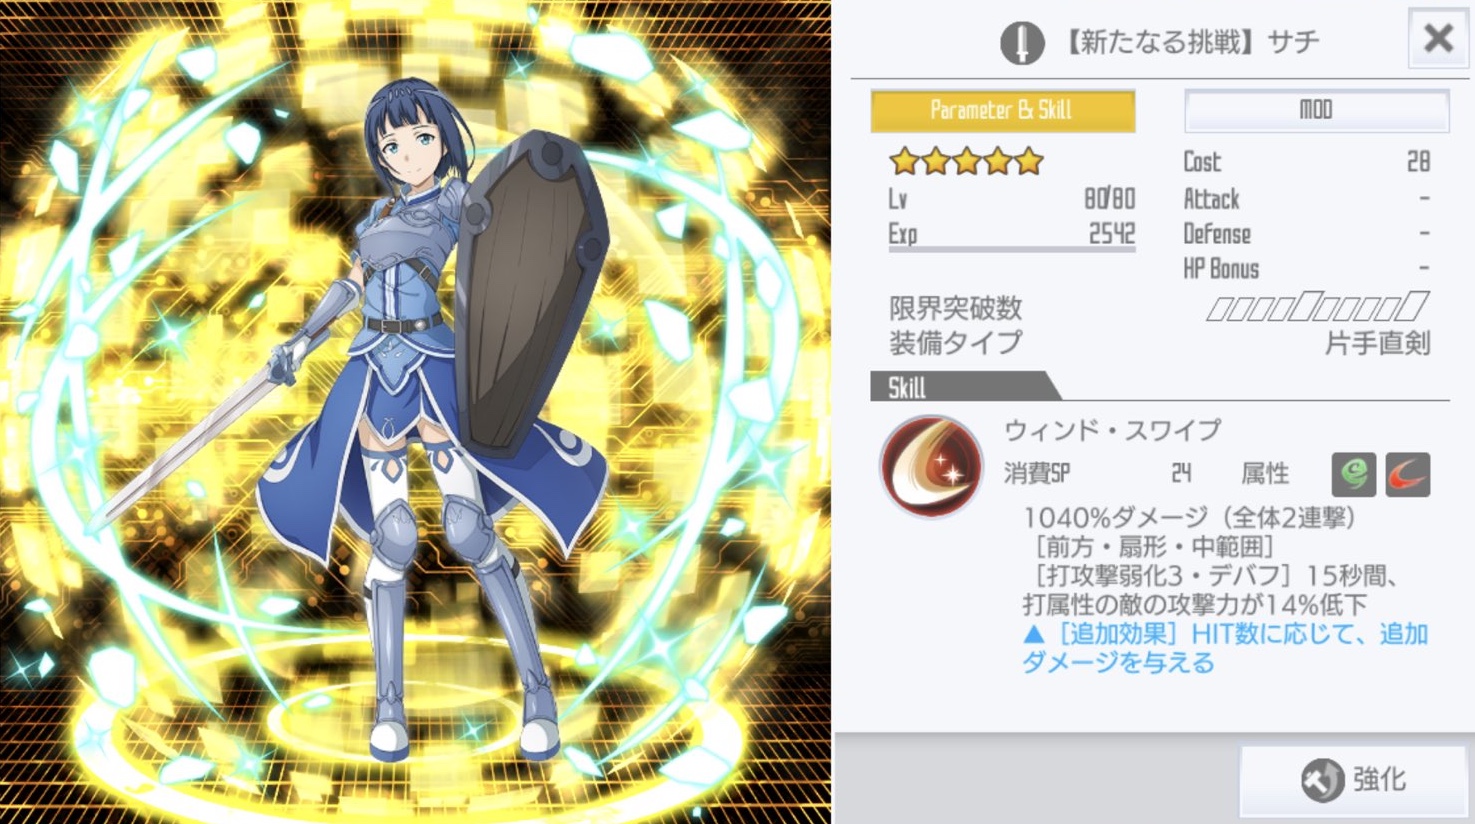 【新たなる挑戦】サチ
Parameter & Skill
MOD
Lv 80/80
Exp 2542
Cost 28
Attack -
Defense -
HP Bonus -
限界突破数
装備タイプ 片手直剣
Skill
ウィンド・スワイプ
消費SP 24 属性
1040%ダメージ（全体2連撃）
［前方・扇形・中範囲］
［打攻撃弱化3・デバフ］15秒間、
打属性の敵の攻撃力が14%低下
▲［追加効果］HIT数に応じて、追加
ダメージを与える
強化